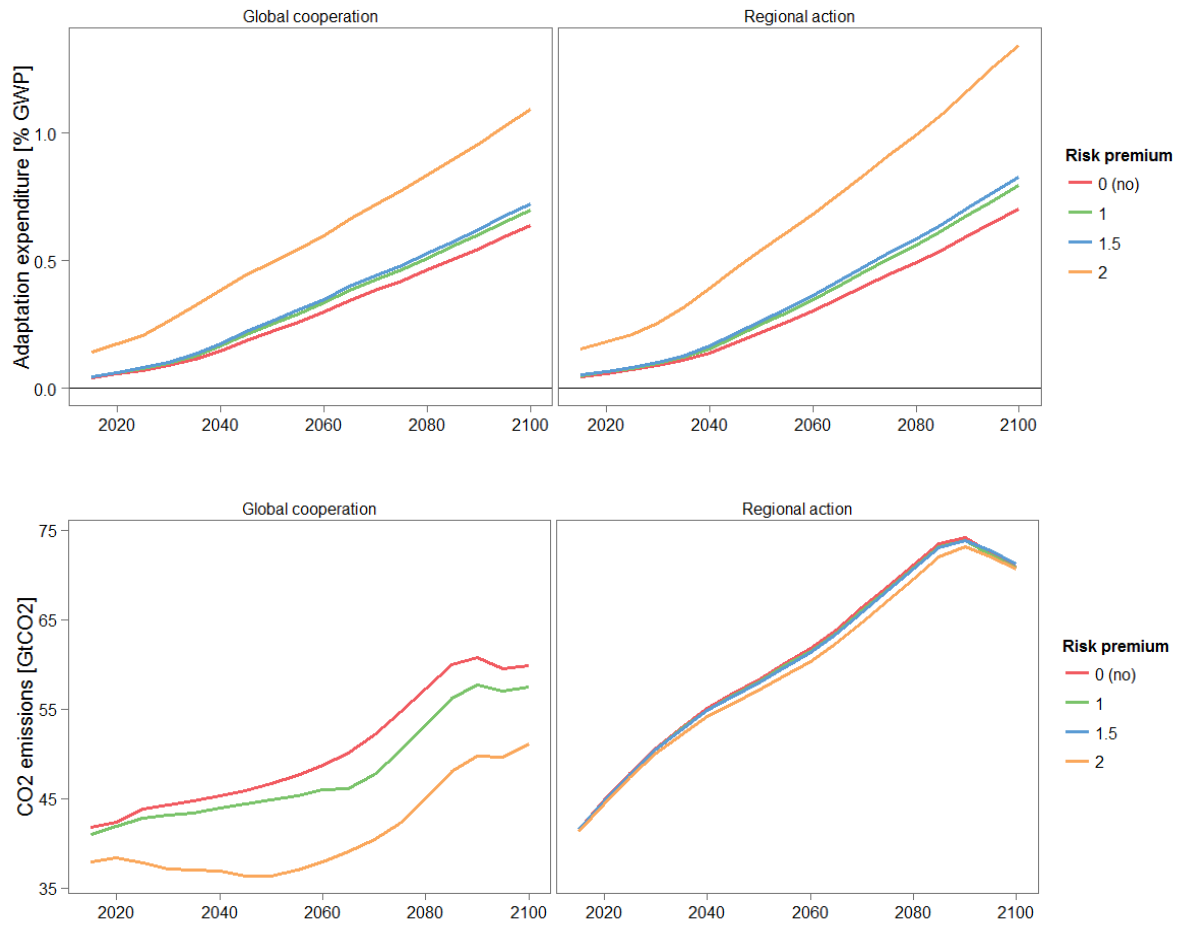 Global cooperation
Regional action
Adaptation expenditure [% GWP]
1.0
0.5
0.0
2020 2040 2060 2080 2100
2020 2040 2060 2080 2100
Risk premium
0 (no)
1
1.5
2
Global cooperation
Regional action
CO2 emissions [GtCO2]
75
65
55
45
35
2020 2040 2060 2080 2100
2020 2040 2060 2080 2100
Risk premium
0 (no)
1
1.5
2